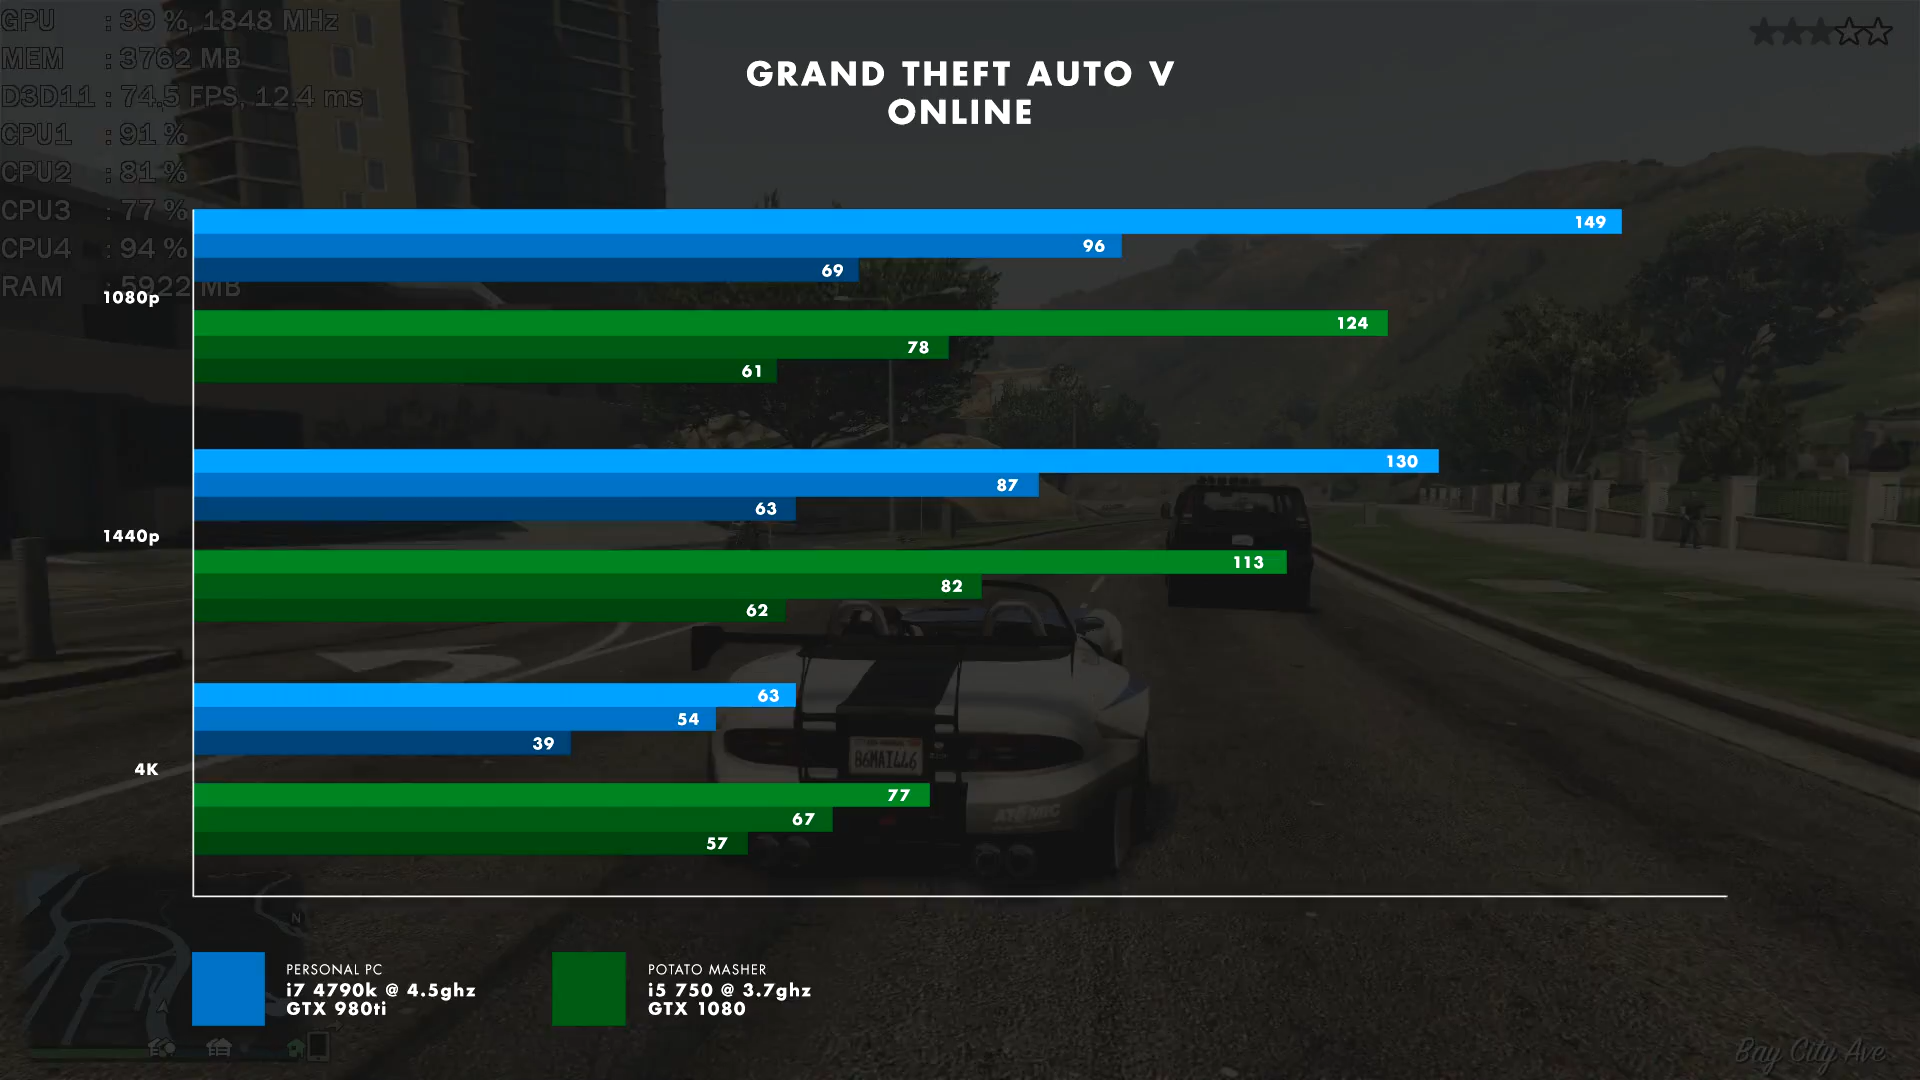 GPU : 39 %, 1848 MHz
MEM : 3762 MB
D3D11 : 74.5 FPS, 12.4 ms
CPU1 : 91 %
CPU2 : 81 %
CPU3 : 77 %
CPU4 : 94 %
RAM : 5922 MB
GRAND THEFT AUTO V
ONLINE
1080p
149
96
69
124
78
61
1440p
130
87
63
113
82
62
4K
63
54
39
77
67
57
B6MAI446
ATOMIC
N
PERSONAL PC
i7 4790k @ 4.5ghz
GTX 980ti
POTATO MASHER
i5 750 @ 3.7ghz
GTX 1080
Bay City Ave